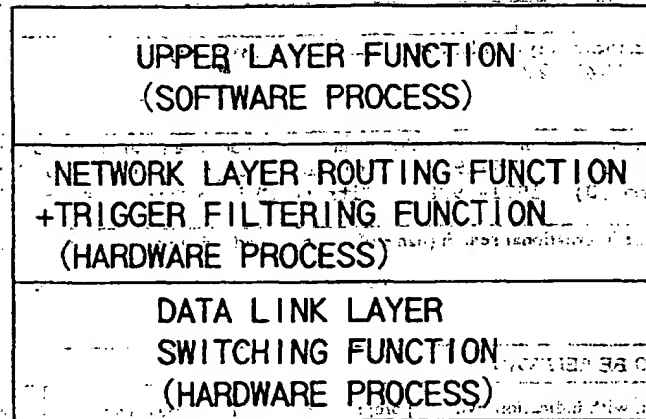 UPPER LAYER FUNCTION
(SOFTWARE PROCESS)
NETWORK LAYER ROUTING FUNCTION
+TRIGGER FILTERING FUNCTION
(HARDWARE PROCESS)
DATA LINK LAYER
SWITCHING FUNCTION
(HARDWARE PROCESS)